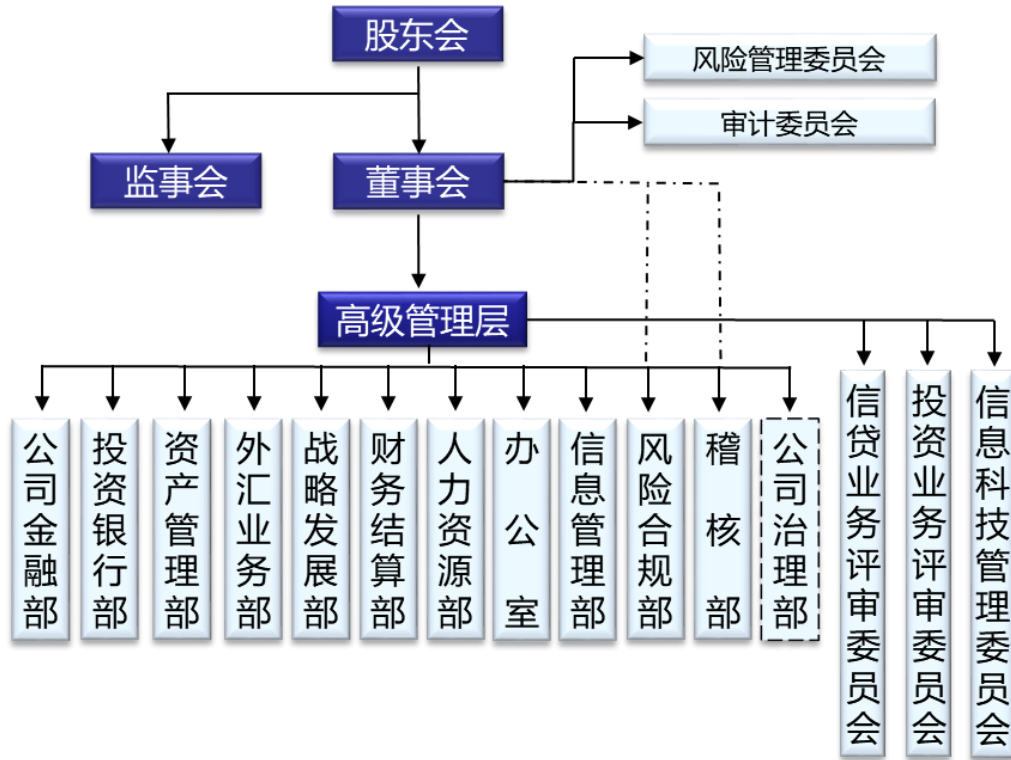 股东会
风险管理委员会
审计委员会
监事会
董事会
高级管理层
公司金融部
投资银行部
资产管理部
外汇业务部
战略发展部
财务结算部
人力资源部
办公室
信息管理部
风险合规部
稽核部
公司治理部
信贷业务评审委员会
投资业务评审委员会
信息科技管理委员会